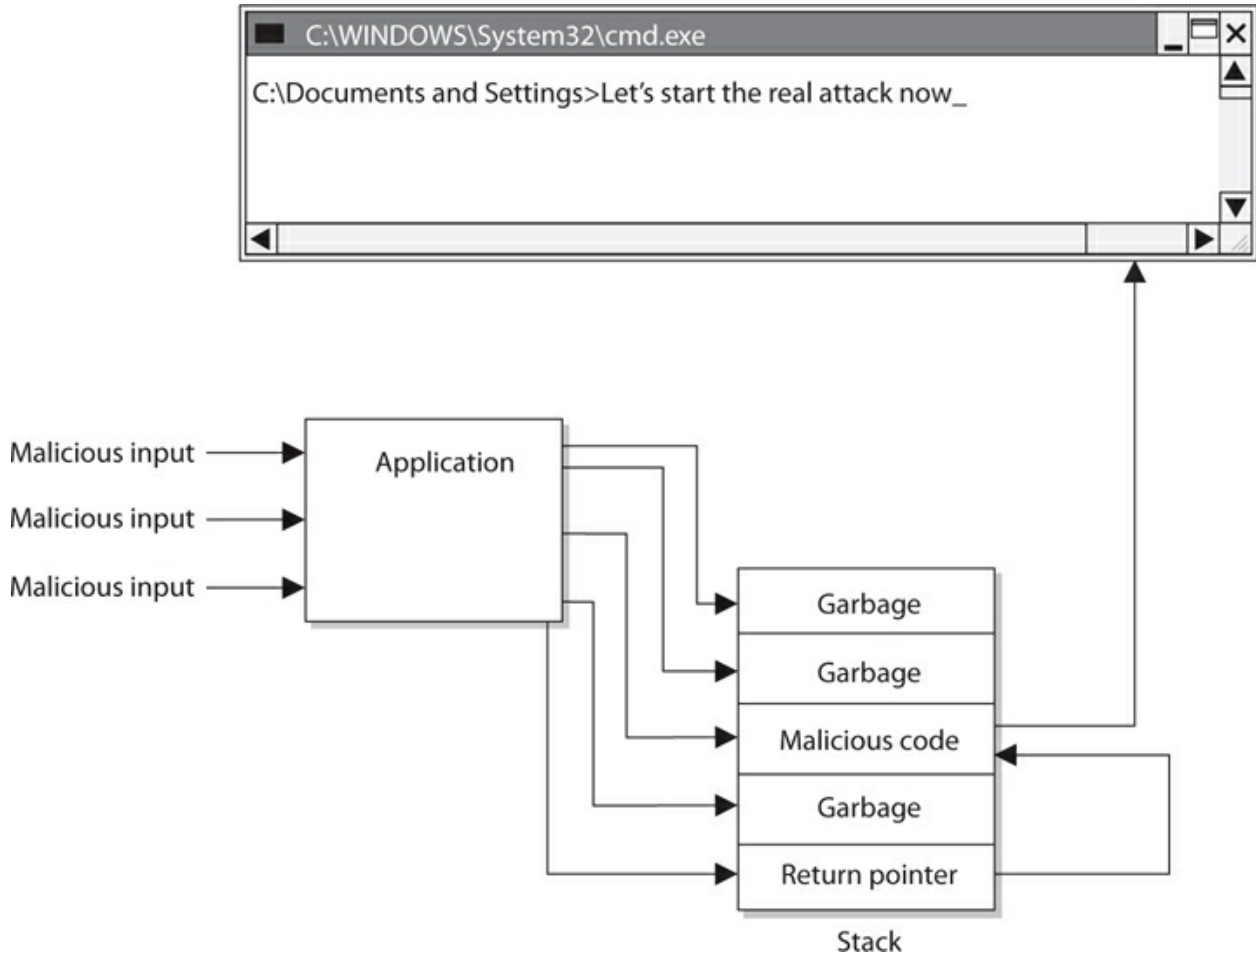 C:\WINDOWS\System32\cmd.exe
C:\Documents and Settings>Let’s start the real attack now_
Malicious input
Application
Malicious input
Malicious input
Garbage
Garbage
Malicious code
Garbage
Return pointer
Stack